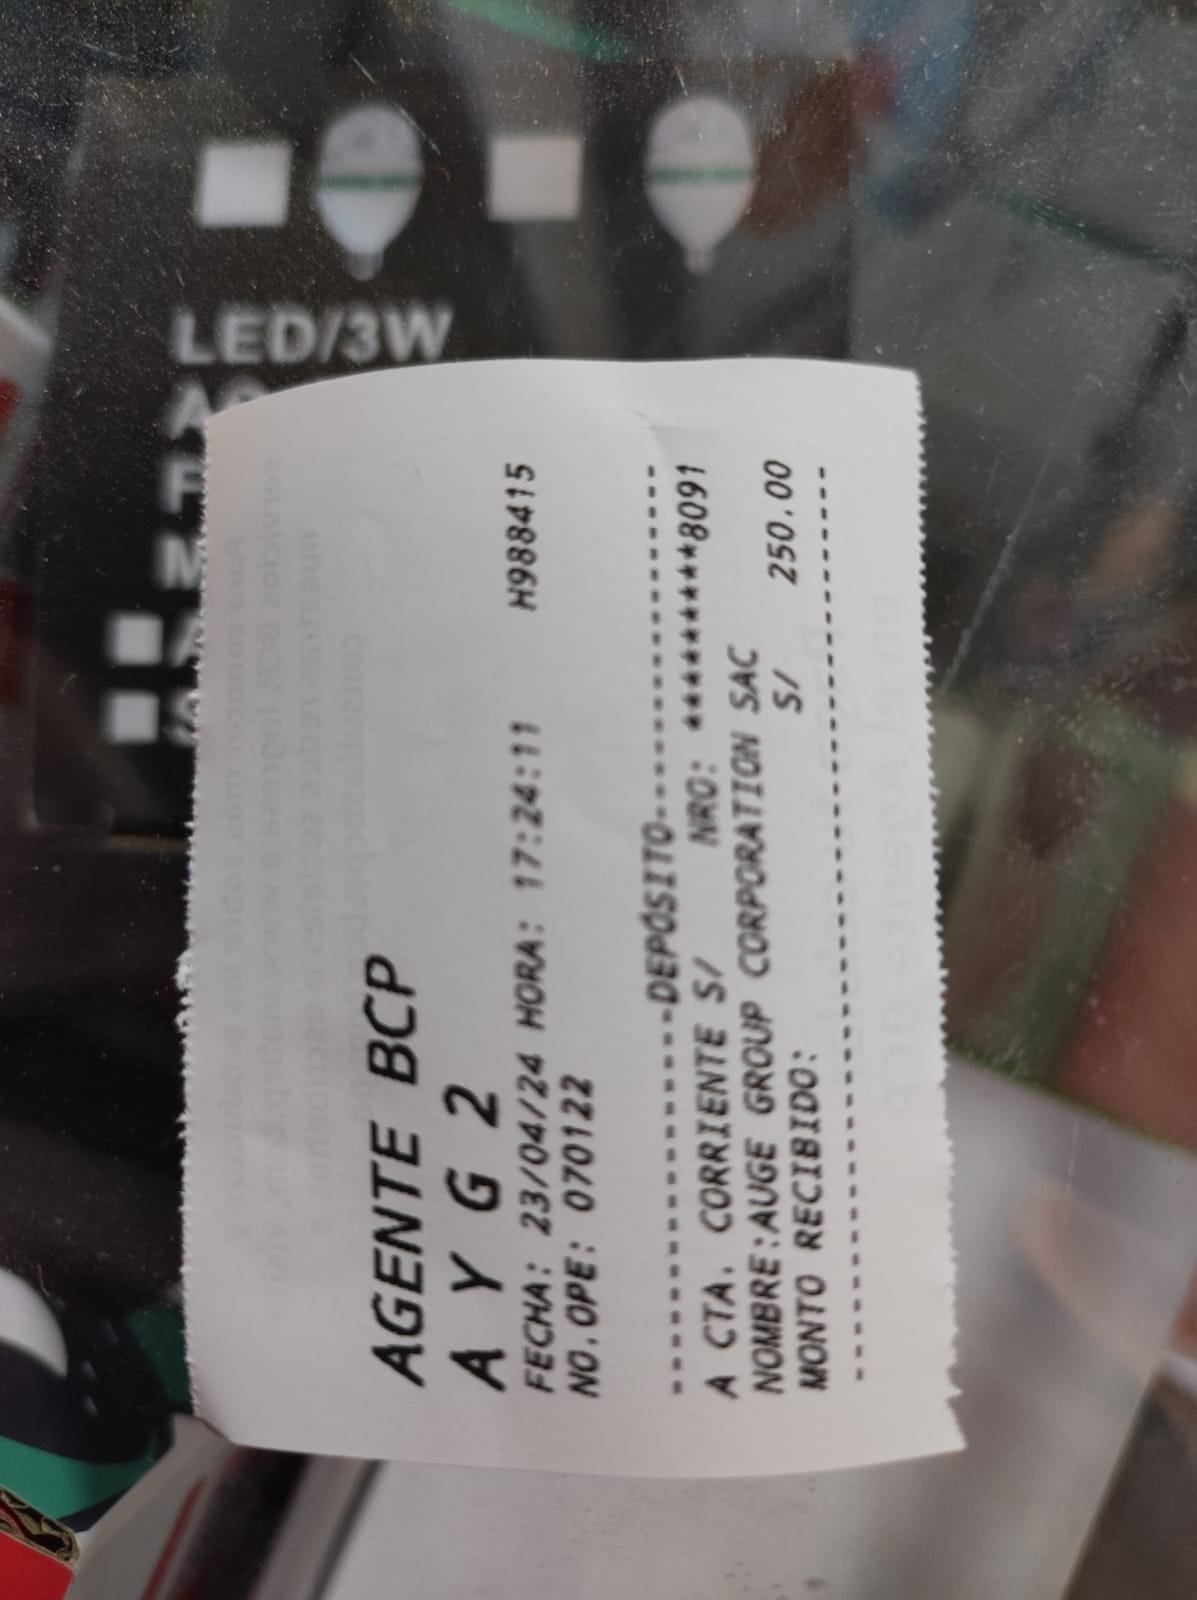 LED/3W
AGENTE BCP
A Y G 2
FECHA: 23/04/24 HORA: 17:24:11 H988415
NO.OPE: 070122
--------------------DEPÓSITO--------------------
A CTA. CORRIENTE S/ NRO: **********8091
NOMBRE:AUGE GROUP CORPORATION SAC
MONTO RECIBIDO: S/ 250.00
------------------------------------------------